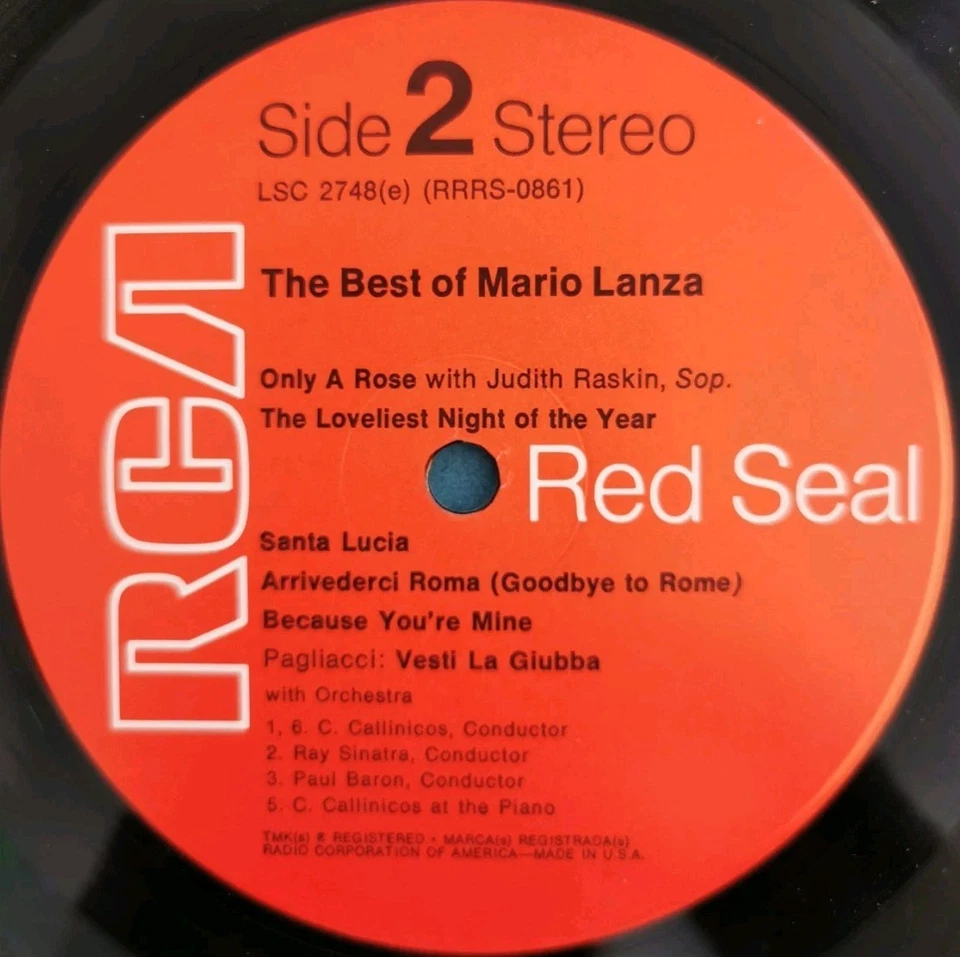 Side 2 Stereo
LSC 2748(e) (RRRS-0861)
RCA
The Best of Mario Lanza
Only A Rose with Judith Raskin, Sop.
The Loveliest Night of the Year
Red Seal
Santa Lucia
Arrivederci Roma (Goodbye to Rome)
Because You're Mine
Pagliacci: Vesti La Giubba
with Orchestra
1, 6. C. Callinicos, Conductor
2. Ray Sinatra, Conductor
3. Paul Baron, Conductor
5. C. Callinicos at the Piano
TMK(s) ® REGISTERED • MARCA(s) REGISTRADA(s)
RADIO CORPORATION OF AMERICA—MADE IN U.S.A.